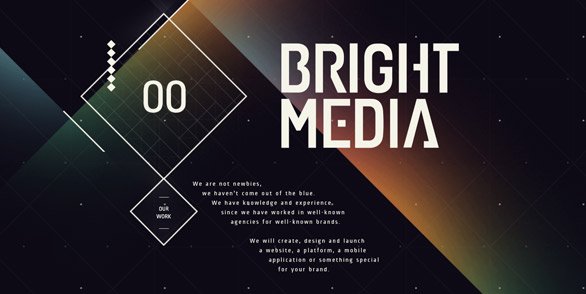 00
BRIGHT
MEDIA
We are not newbies,
we haven't come out of the blue.
We have knowledge and experience,
since we have worked in well-known
agencies for well-known brands.
We will create, design and launch
a website, a platform, a mobile
application or something special
for your brand.
OUR
WORK